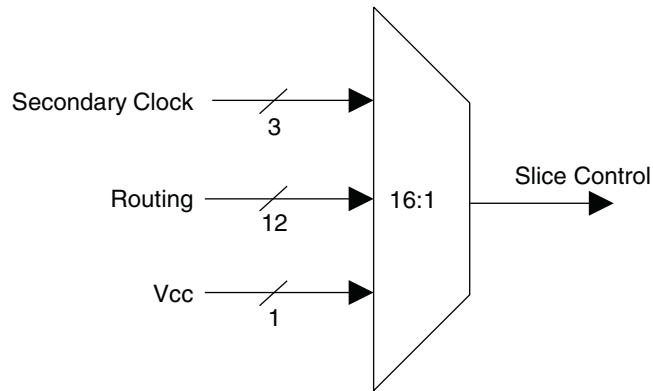 Secondary Clock
3
Routing
12
Vcc
1
16:1
Slice Control